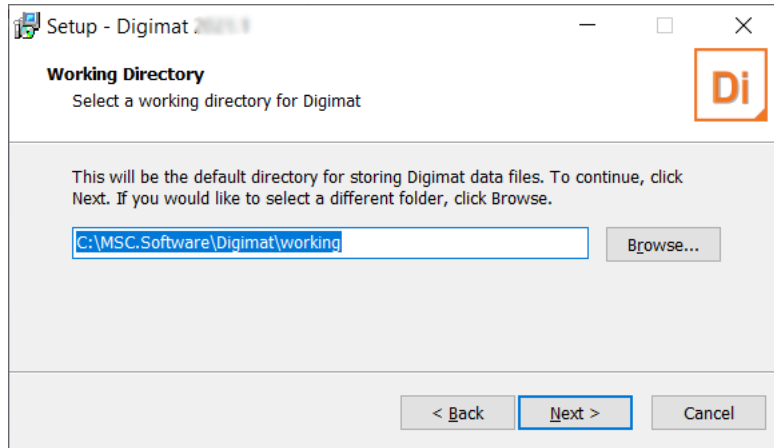 Setup - Digimat
Working Directory
Select a working directory for Digimat
Di
This will be the default directory for storing Digimat data files. To continue, click
Next. If you would like to select a different folder, click Browse.
C:\MSC.Software\Digimat\working
Browse...
< Back
Next >
Cancel